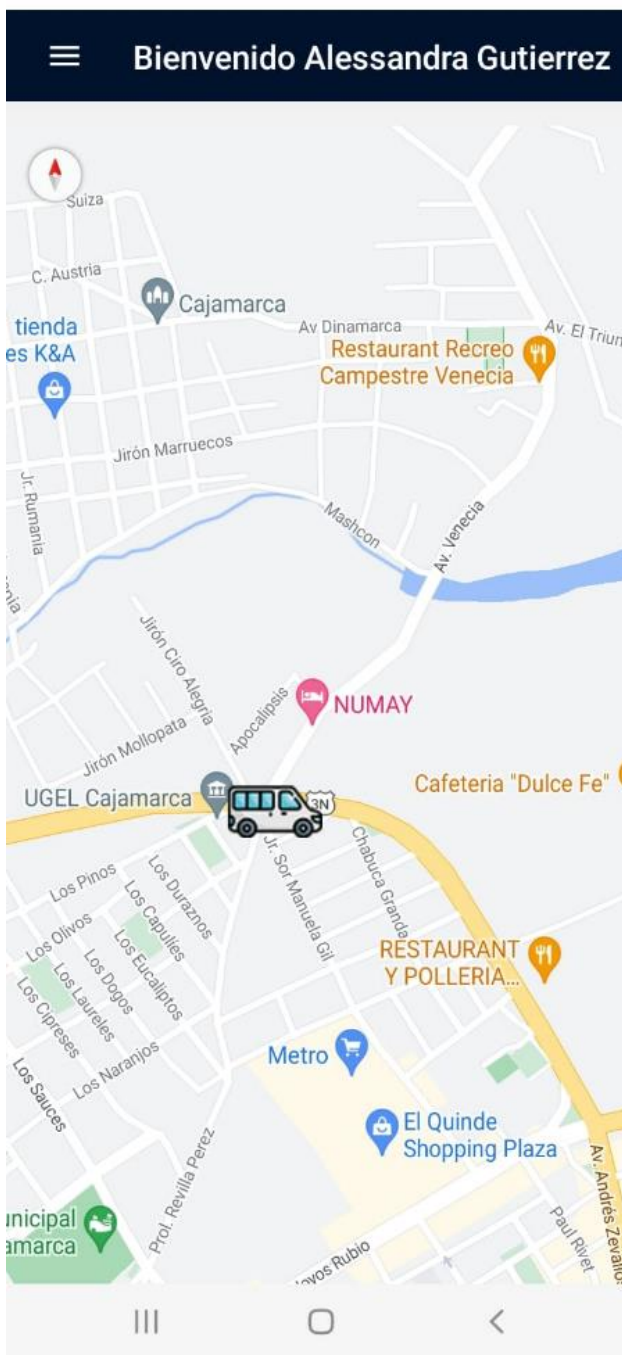 Bienvenido Alessandra Gutierrez
Suiza
C. Austria
Cajamarca
tienda
es K&A
Av Dinamarca
Av. El Triun
Restaurant Recreo
Campestre Venecia
Jirón Marruecos
Jr. Rumania
Mashcon
Av. Venecia
Jirón Ciro Alegría
Apocalipsis
Jirón Mollopata
NUMAY
UGEL Cajamarca
3N
Cafeteria "Dulce Fe"
Los Pinos
Los Duraznos
Jr. Sor Manuela Gil
Chabuca Granda
Los Olivos
Los Capulíes
Los Eucaliptos
Los Dogos
Los Laureles
Los Cipreses
RESTAURANT
Y POLLERIA...
Los Naranjos
Los Sauces
Metro
El Quinde
Shopping Plaza
Prol. Revilla Perez
Av. Andrés Zevallos
Paul Rivet
unicipal
amarca
oyos Rubio